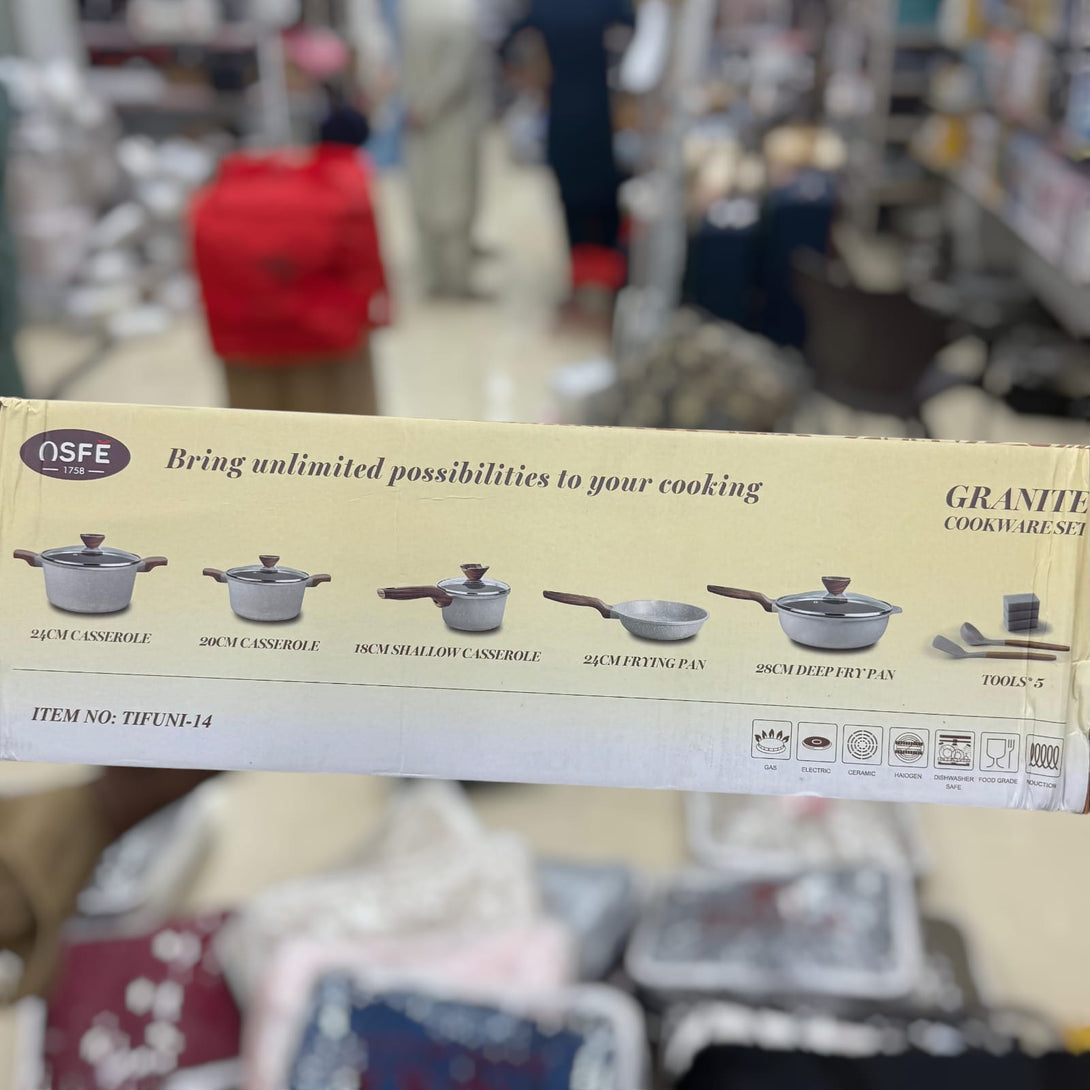 OSFĒ
1758
Bring unlimited possibilities to your cooking
GRANITE
COOKWARE SET
24CM CASSEROLE
20CM CASSEROLE
18CM SHALLOW CASSEROLE
24CM FRYING PAN
28CM DEEP FRY PAN
TOOLS* 5
ITEM NO: TIFUNI-14
GAS
ELECTRIC
CERAMIC
HALOGEN
DISHWASHER
SAFE
FOOD GRADE
INDUCTION